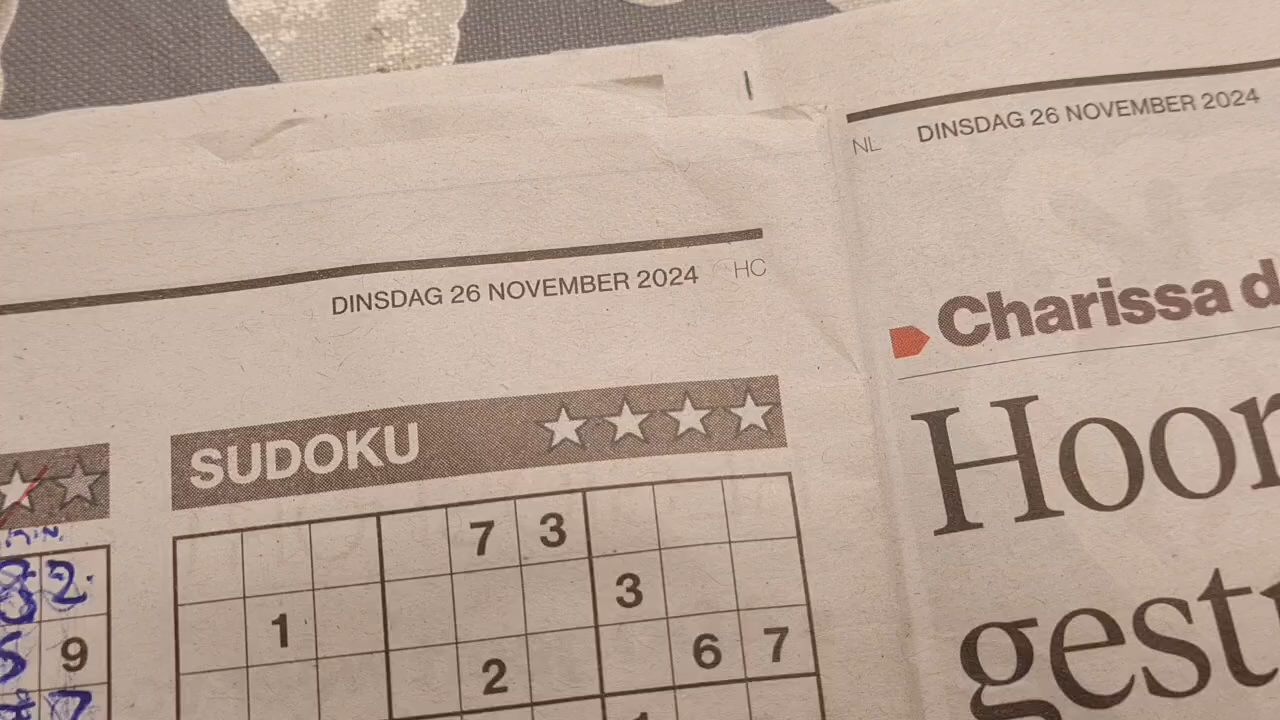 DINSDAG 26 NOVEMBER 2024 HC
SUDOKU
7 3
1 3
2 6 7
2
9
NL DINSDAG 26 NOVEMBER 2024
Charissa d
Hoor
gest